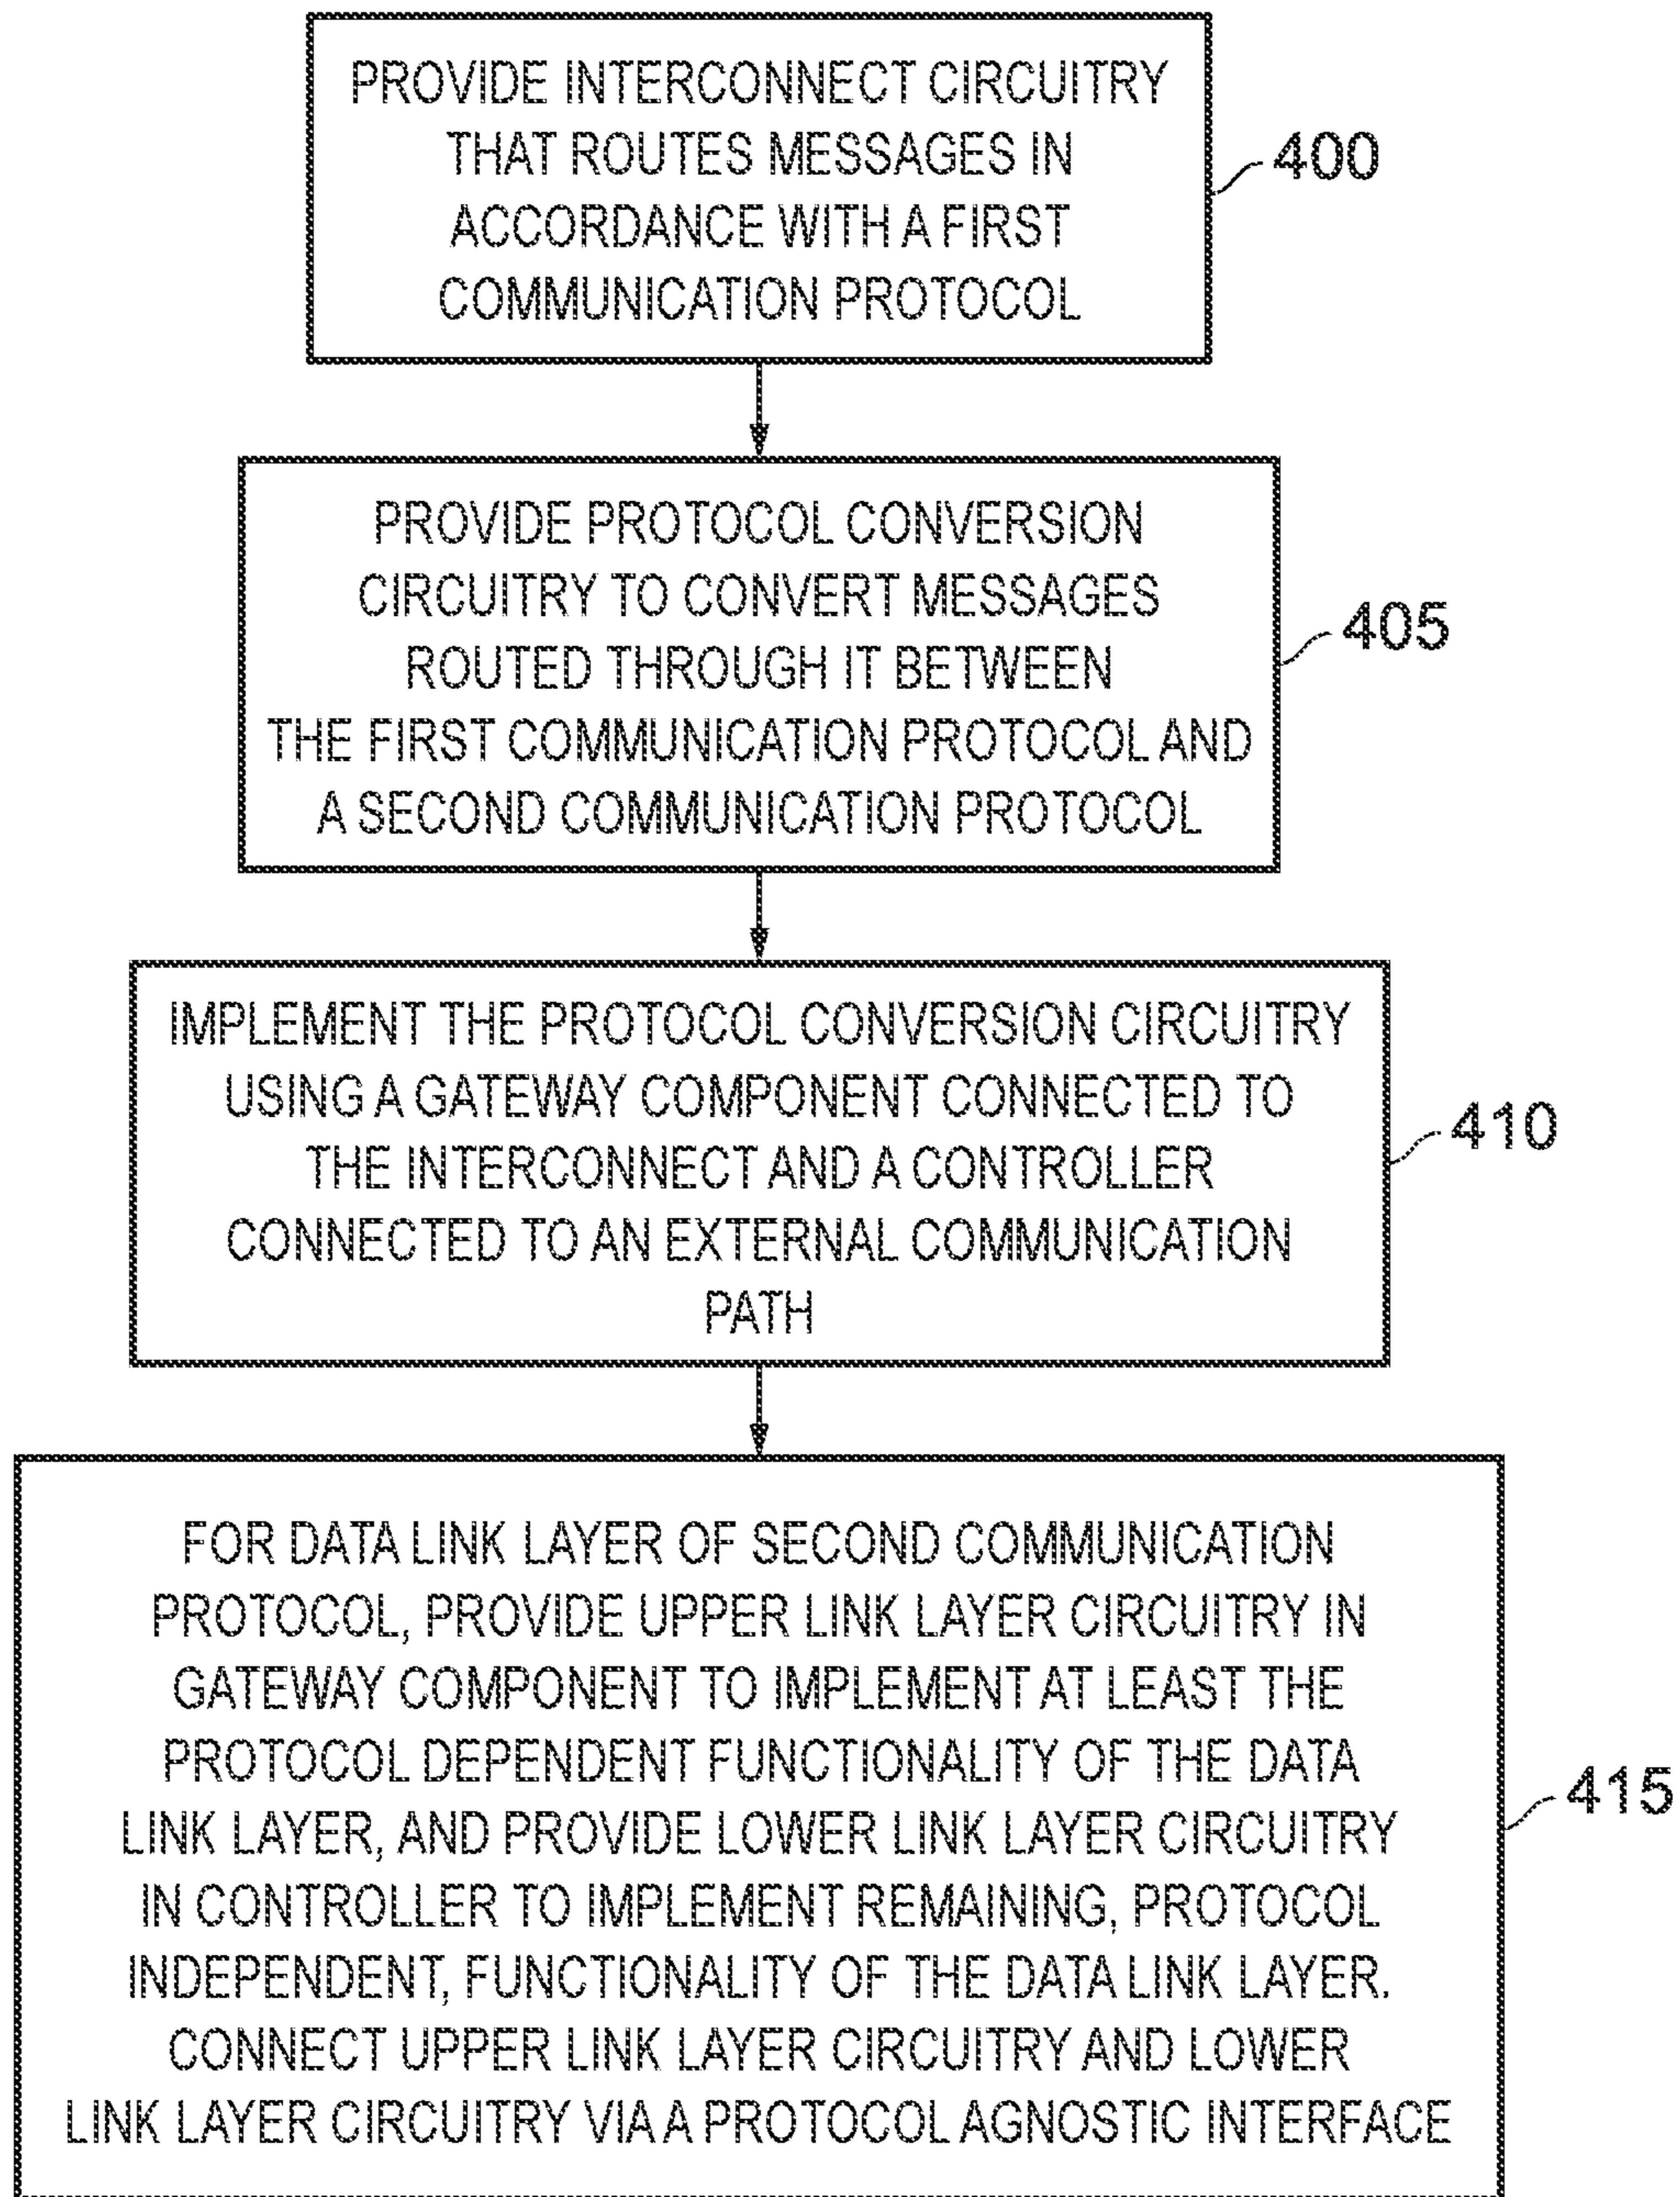 PROVIDE INTERCONNECT CIRCUITRY
THAT ROUTES MESSAGES IN
ACCORDANCE WITH A FIRST
COMMUNICATION PROTOCOL
400
PROVIDE PROTOCOL CONVERSION
CIRCUITRY TO CONVERT MESSAGES
ROUTED THROUGH IT BETWEEN
THE FIRST COMMUNICATION PROTOCOL AND
A SECOND COMMUNICATION PROTOCOL
405
IMPLEMENT THE PROTOCOL CONVERSION CIRCUITRY
USING A GATEWAY COMPONENT CONNECTED TO
THE INTERCONNECT AND A CONTROLLER
CONNECTED TO AN EXTERNAL COMMUNICATION
PATH
410
FOR DATA LINK LAYER OF SECOND COMMUNICATION
PROTOCOL, PROVIDE UPPER LINK LAYER CIRCUITRY IN
GATEWAY COMPONENT TO IMPLEMENT AT LEAST THE
PROTOCOL DEPENDENT FUNCTIONALITY OF THE DATA
LINK LAYER, AND PROVIDE LOWER LINK LAYER CIRCUITRY
IN CONTROLLER TO IMPLEMENT REMAINING, PROTOCOL
INDEPENDENT, FUNCTIONALITY OF THE DATA LINK LAYER.
CONNECT UPPER LINK LAYER CIRCUITRY AND LOWER
LINK LAYER CIRCUITRY VIA A PROTOCOL AGNOSTIC INTERFACE
415